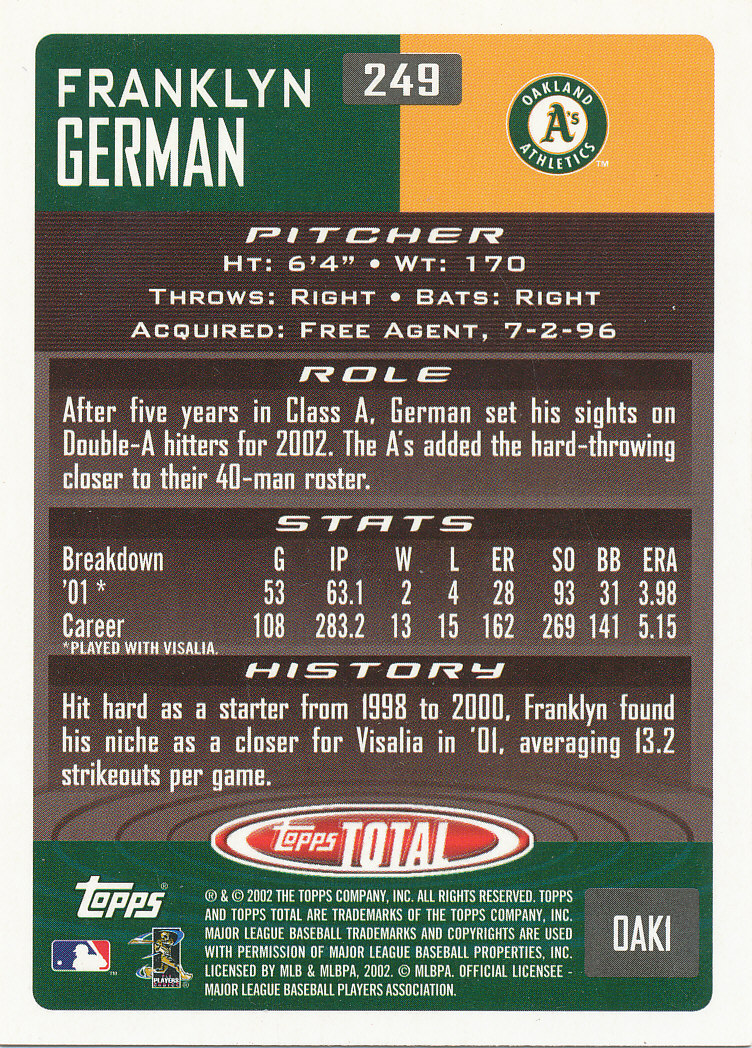 FRANKLYN
GERMAN
249
OAKLAND
A's
ATHLETICS
TM
PITCHER
HT: 6'4" • WT: 170
THROWS: RIGHT • BATS: RIGHT
ACQUIRED: FREE AGENT, 7-2-96
ROLE
After five years in Class A, German set his sights on
Double-A hitters for 2002. The A's added the hard-throwing
closer to their 40-man roster.
STATS
Breakdown G IP W L ER SO BB ERA
'01 * 53 63.1 2 4 28 93 31 3.98
Career 108 283.2 13 15 162 269 141 5.15
*PLAYED WITH VISALIA.
HISTORY
Hit hard as a starter from 1998 to 2000, Franklyn found
his niche as a closer for Visalia in '01, averaging 13.2
strikeouts per game.
topps TOTAL
topps®
® & © 2002 THE TOPPS COMPANY, INC. ALL RIGHTS RESERVED. TOPPS
AND TOPPS TOTAL ARE TRADEMARKS OF THE TOPPS COMPANY, INC.
MAJOR LEAGUE BASEBALL TRADEMARKS AND COPYRIGHTS ARE USED
WITH PERMISSION OF MAJOR LEAGUE BASEBALL PROPERTIES, INC.
LICENSED BY MLB & MLBPA, 2002. © MLBPA. OFFICIAL LICENSEE -
MAJOR LEAGUE BASEBALL PLAYERS ASSOCIATION.
PLAYERS
CHOICE
OAK1